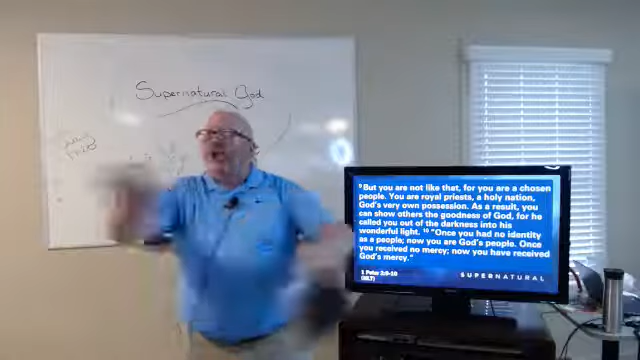 Supernatural God
⁹ But you are not like that, for you are a chosen
people. You are royal priests, a holy nation,
God's very own possession. As a result, you
can show others the goodness of God, for he
called you out of the darkness into his
wonderful light. ¹⁰ "Once you had no identity
as a people; now you are God's people. Once
you received no mercy; now you have received
God's mercy."
1 Peter 2:9-10
(NLT)
SUPERNATURAL